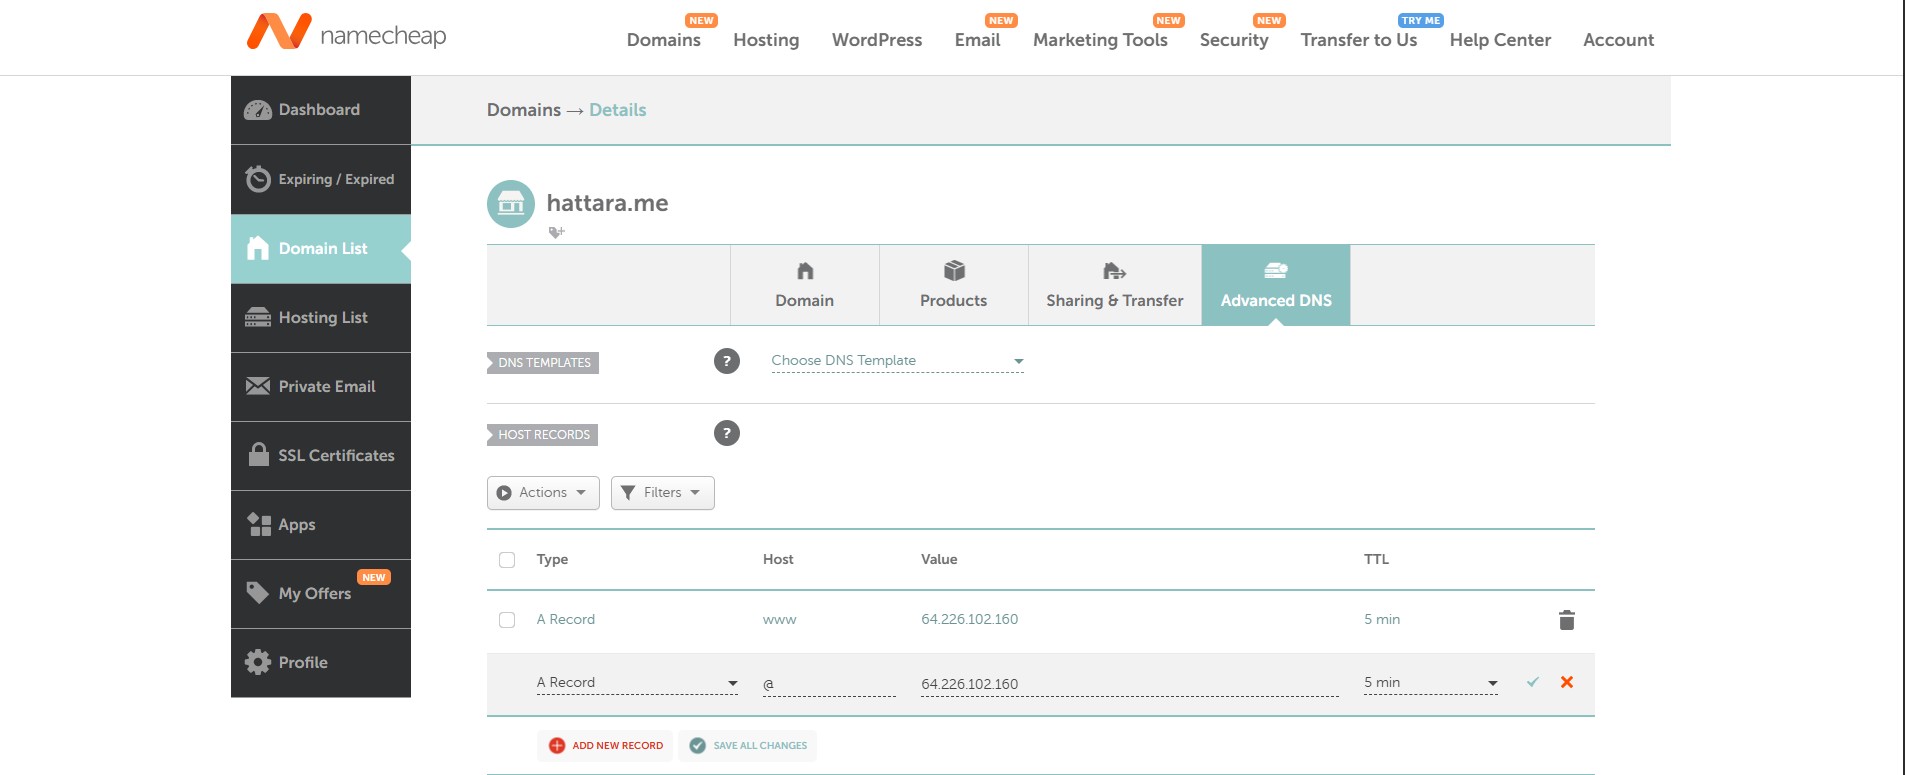 namecheap
NEW NEW NEW NEW TRY ME
Domains Hosting WordPress Email Marketing Tools Security Transfer to Us Help Center Account
Dashboard
Expiring / Expired
Domain List
Hosting List
Private Email
SSL Certificates
Apps
NEW
My Offers
Profile
Domains → Details
hattara.me
Domain Products Sharing & Transfer Advanced DNS
DNS TEMPLATES ? Choose DNS Template
HOST RECORDS ?
Actions Filters
Type Host Value TTL
A Record www 64.226.102.160 5 min
A Record @ 64.226.102.160 5 min
ADD NEW RECORD SAVE ALL CHANGES